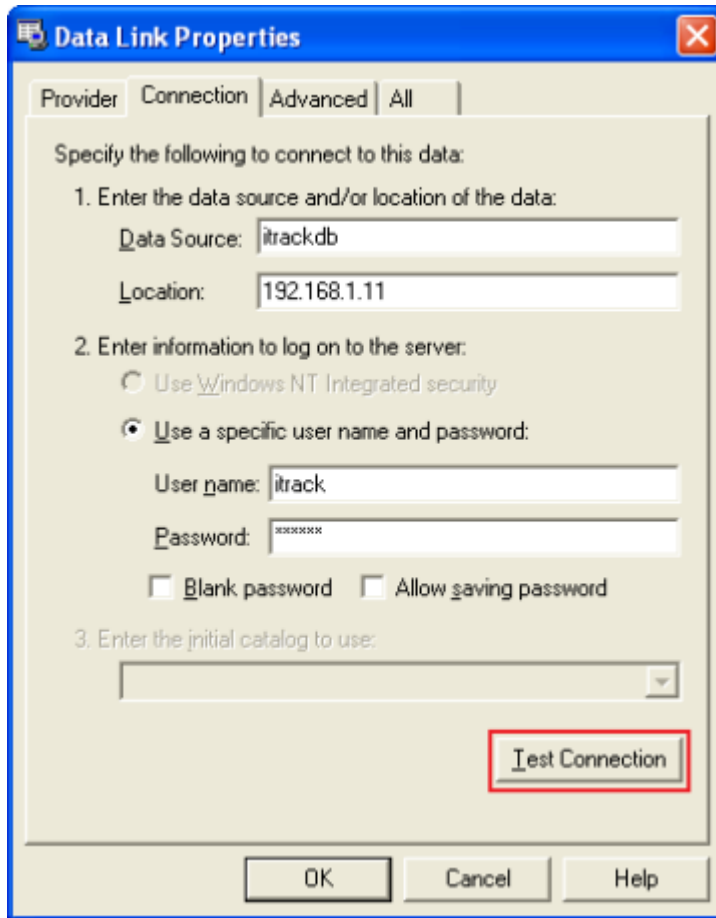 Data Link Properties
Provider Connection Advanced All
Specify the following to connect to this data:
1. Enter the data source and/or location of the data:
Data Source: itrackdb
Location: 192.168.1.11
2. Enter information to log on to the server:
Use Windows NT Integrated security
Use a specific user name and password:
User name: itrack
Password: ******
Blank password Allow saving password
3. Enter the initial catalog to use:
Test Connection
OK Cancel Help